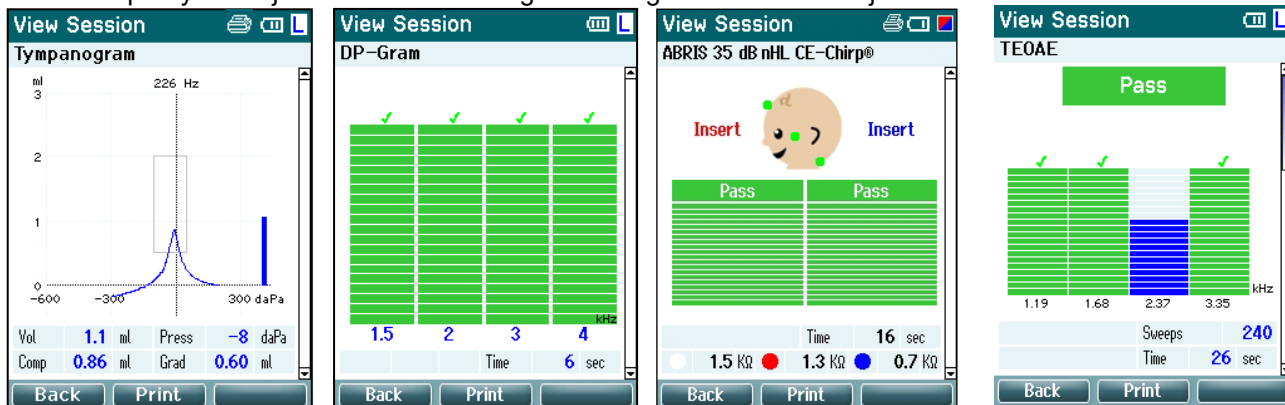 View Session L
Tympanogram
ml
226 Hz
3
2
1
0
-600 -300 300 daPa
Vol 1.1 ml Press -8 daPa
Comp 0.86 ml Grad 0.60 ml
Back Print
View Session L
DP-Gram
kHz
1.5 2 3 4
Time 6 sec
Back Print
View Session
ABRIS 35 dB nHL CE-Chirp®
Insert Insert
Pass Pass
Time 16 sec
1.5 KΩ 1.3 KΩ 0.7 KΩ
Back Print
View Session L
TEOAE
Pass
kHz
1.19 1.68 2.37 3.35
Sweeps 240
Time 26 sec
Back Print